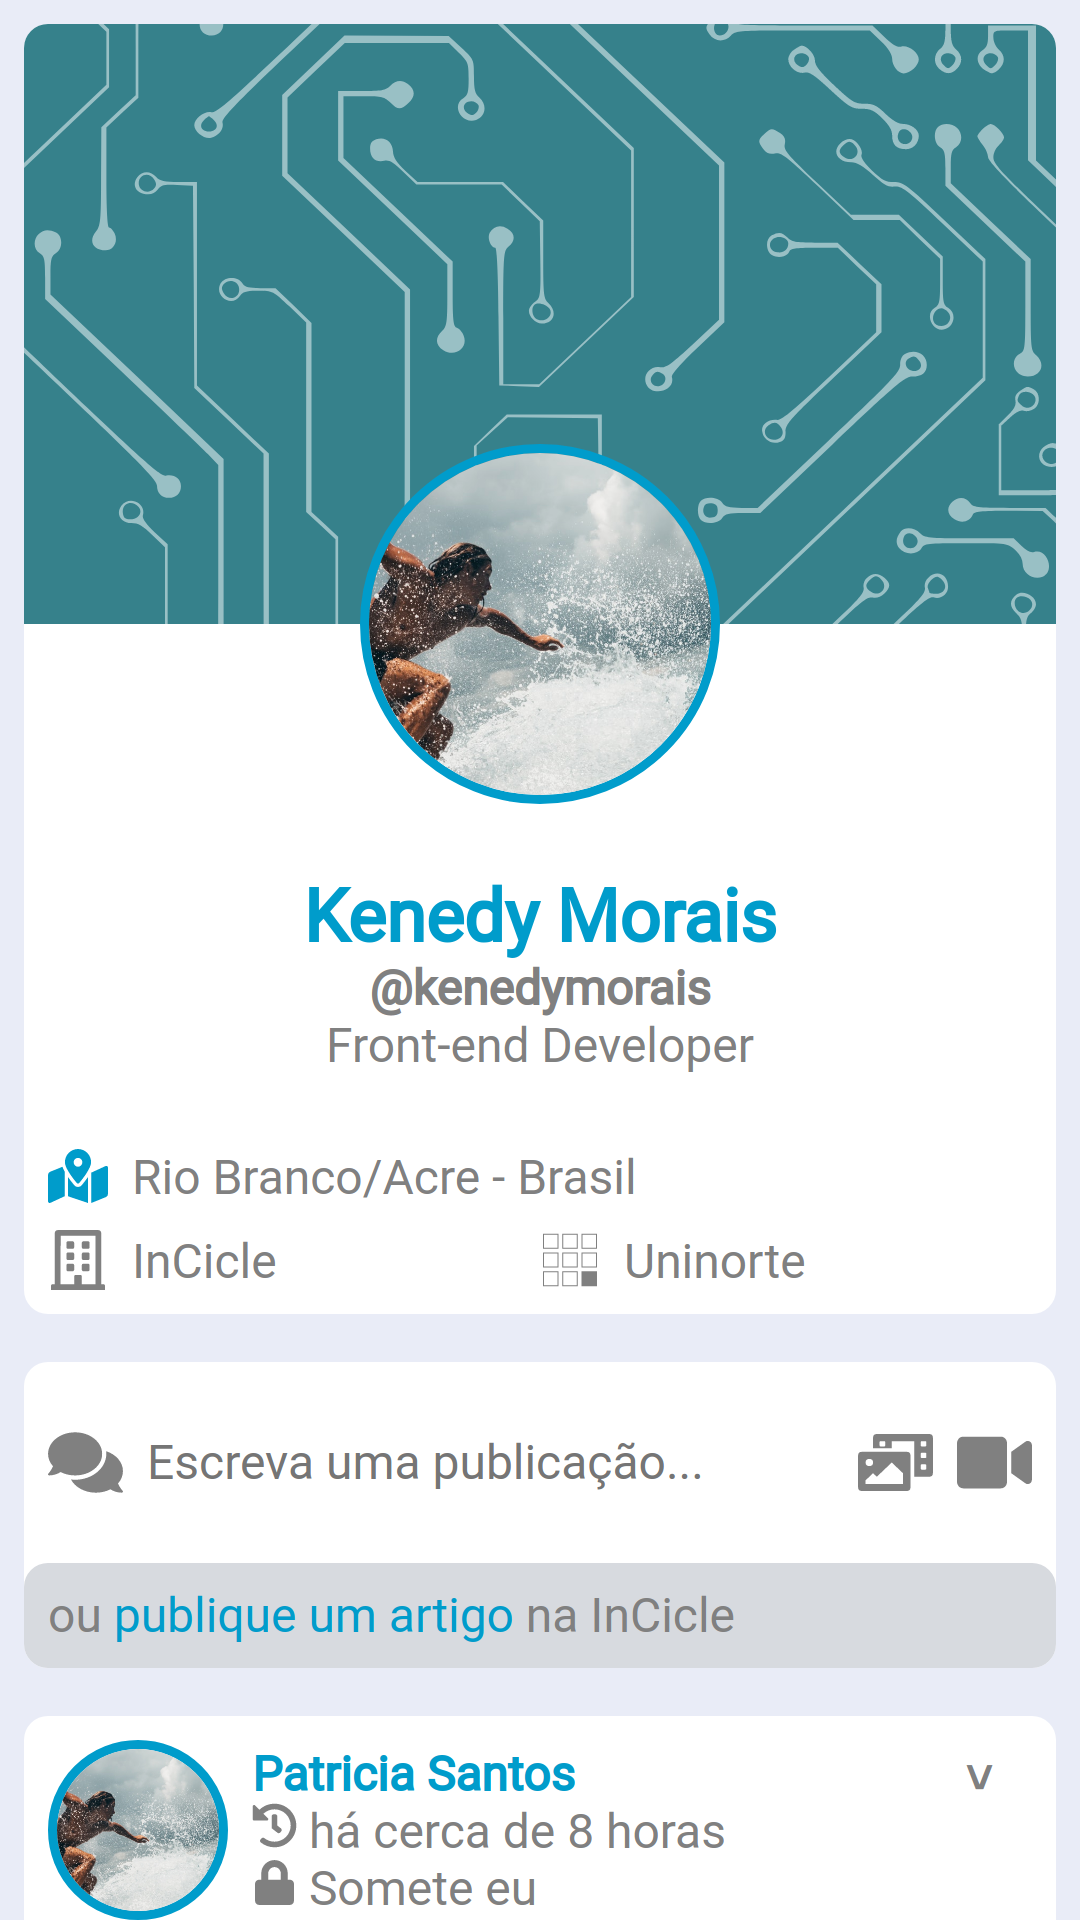 Kenedy Morais
@kenedymorais
Front-end Developer
Rio Branco/Acre - Brasil
InCicle
Uninorte
Escreva uma publicação...
ou publique um artigo na InCicle
Patricia Santos
v
há cerca de 8 horas
Somete eu